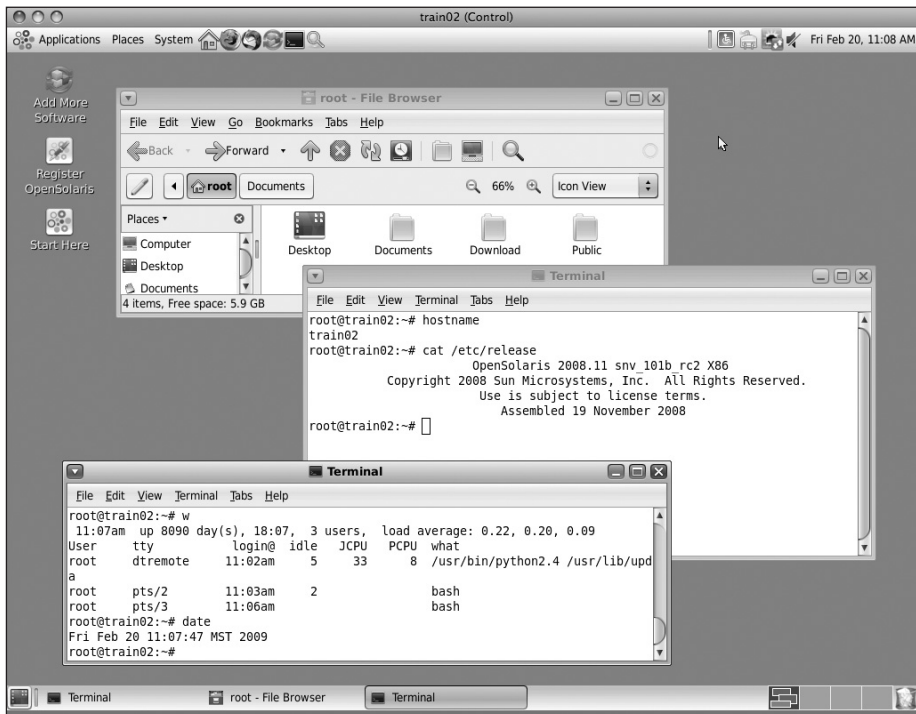 train02 (Control)
Applications Places System
Fri Feb 20, 11:08 AM
Add More
Software
Register
OpenSolaris
Start Here
root - File Browser
File Edit View Go Bookmarks Tabs Help
Back Forward
root Documents 66% Icon View
Places
Computer
Desktop
Documents
Desktop Documents Download Public
4 items, Free space: 5.9 GB
Terminal
File Edit View Terminal Tabs Help
root@train02:~# hostname
train02
root@train02:~# cat /etc/release
OpenSolaris 2008.11 snv_101b_rc2 X86
Copyright 2008 Sun Microsystems, Inc. All Rights Reserved.
Use is subject to license terms.
Assembled 19 November 2008
root@train02:~#
Terminal
File Edit View Terminal Tabs Help
root@train02:~# w
11:07am up 8090 day(s), 18:07, 3 users, load average: 0.22, 0.20, 0.09
User tty login@ idle JCPU PCPU what
root dtremote 11:02am 5 33 8 /usr/bin/python2.4 /usr/lib/upd
a
root pts/2 11:03am 2 bash
root pts/3 11:06am bash
root@train02:~# date
Fri Feb 20 11:07:47 MST 2009
root@train02:~#
Terminal root - File Browser Terminal